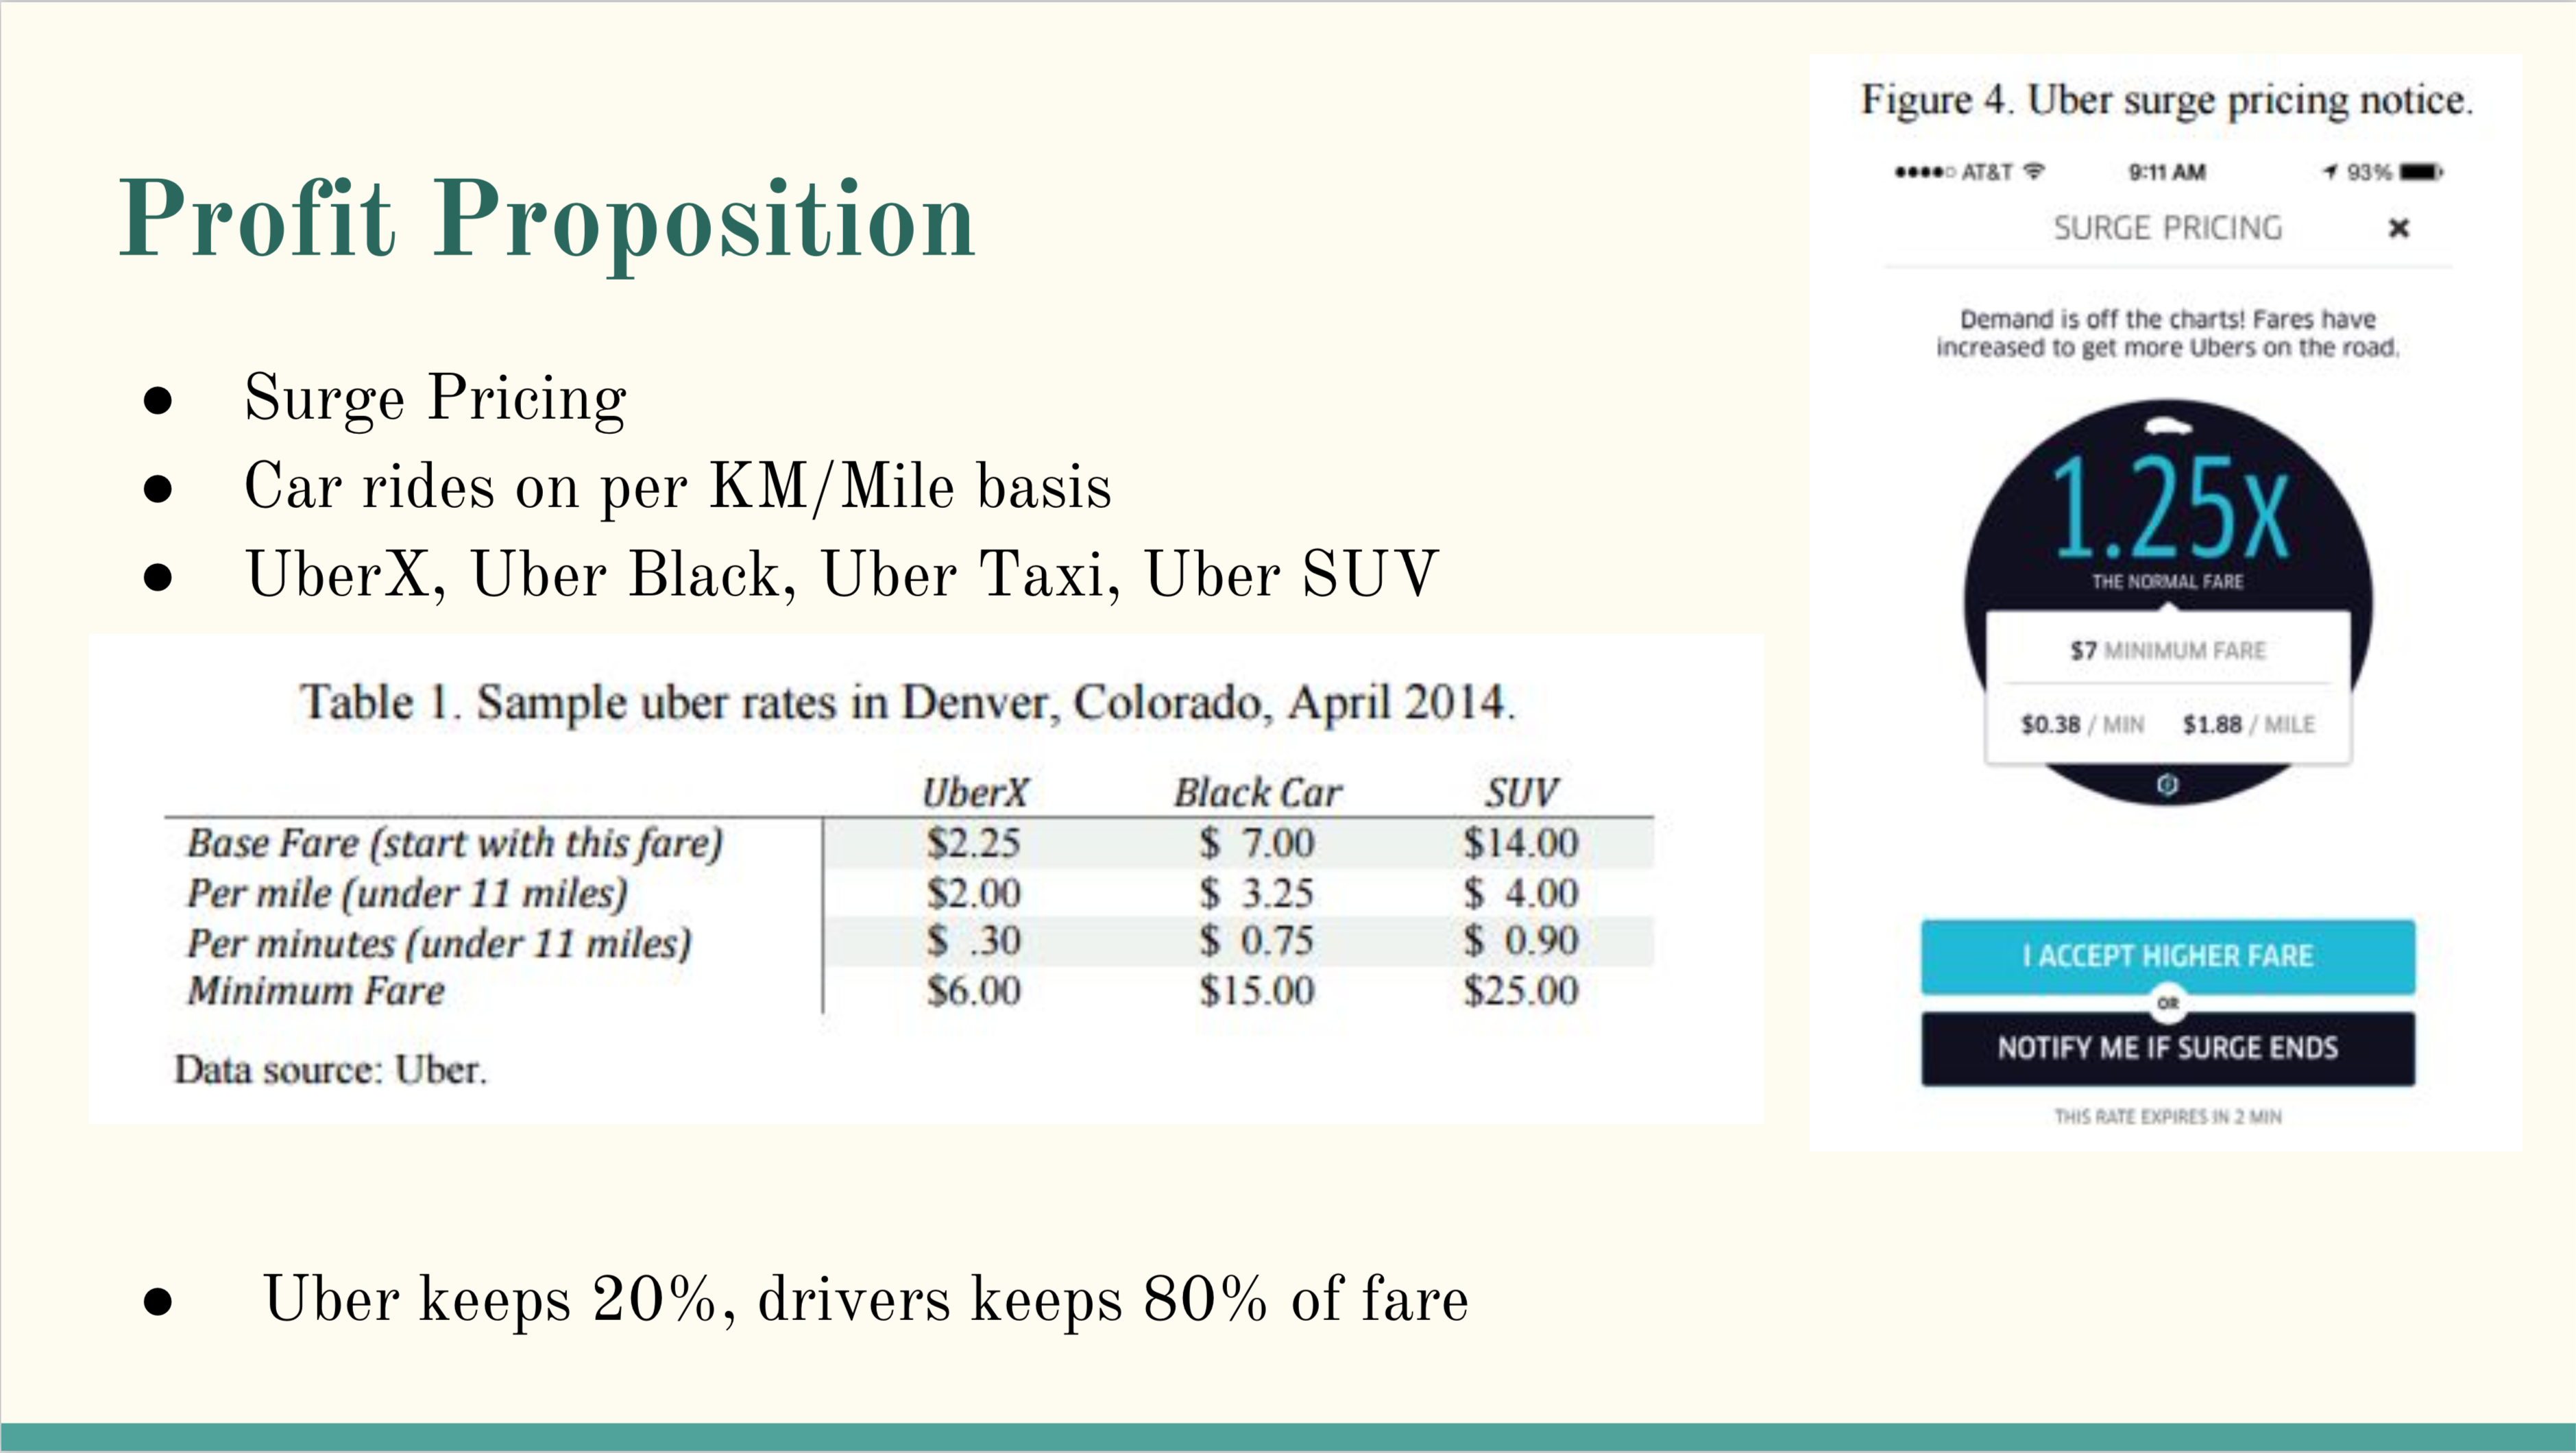 Profit Proposition
● Surge Pricing
● Car rides on per KM/Mile basis
● UberX, Uber Black, Uber Taxi, Uber SUV
Table 1. Sample uber rates in Denver, Colorado, April 2014.
UberX Black Car SUV
Base Fare (start with this fare) $2.25 $ 7.00 $14.00
Per mile (under 11 miles) $2.00 $ 3.25 $ 4.00
Per minutes (under 11 miles) $ .30 $ 0.75 $ 0.90
Minimum Fare $6.00 $15.00 $25.00
Data source: Uber.
● Uber keeps 20%, drivers keeps 80% of fare
Figure 4. Uber surge pricing notice.
AT&T 9:11 AM 93%
SURGE PRICING ×
Demand is off the charts! Fares have
increased to get more Ubers on the road.
1.25x
THE NORMAL FARE
$7 MINIMUM FARE
$0.38 / MIN $1.88 / MILE
I ACCEPT HIGHER FARE
OR
NOTIFY ME IF SURGE ENDS
THIS RATE EXPIRES IN 2 MIN